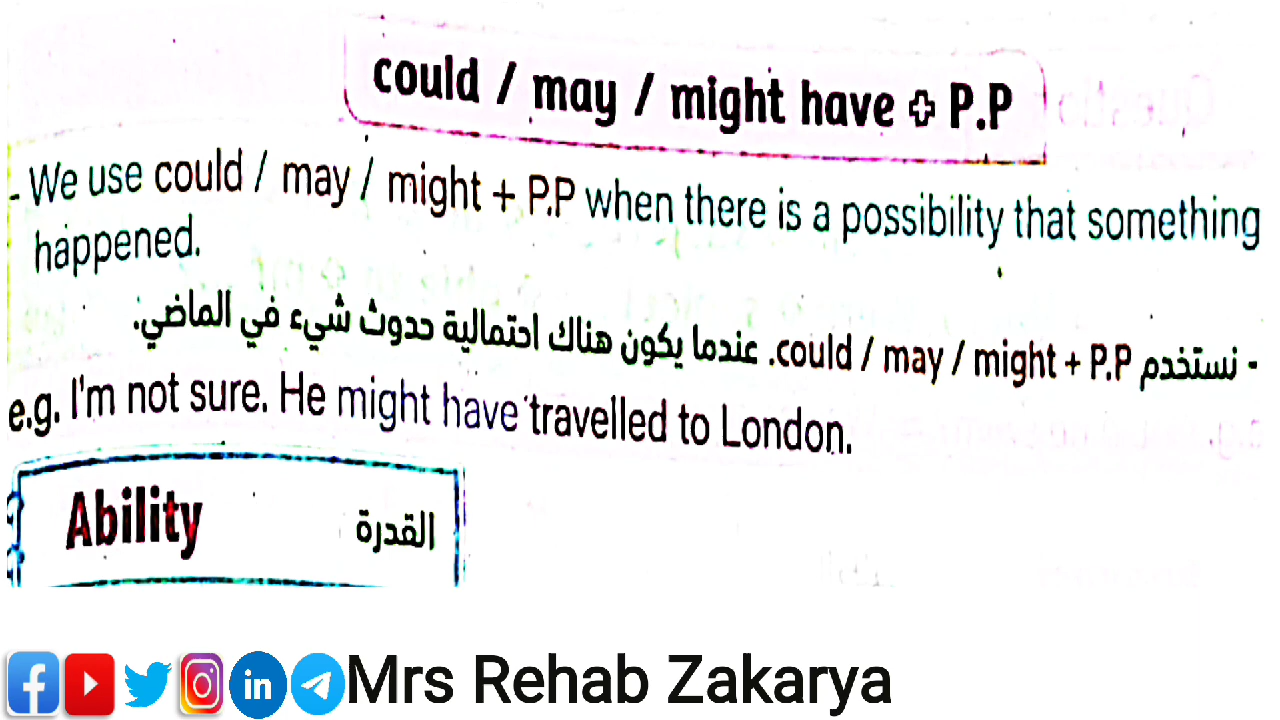 could / may / might have + P.P
- We use could / may / might + P.P when there is a possibility that something
happened.
- نستخدم could / may / might + P.P. عندما يكون هناك احتمالية حدوث شيء في الماضي.
e.g. I'm not sure. He might have travelled to London.
Ability القدرة
Mrs Rehab Zakarya